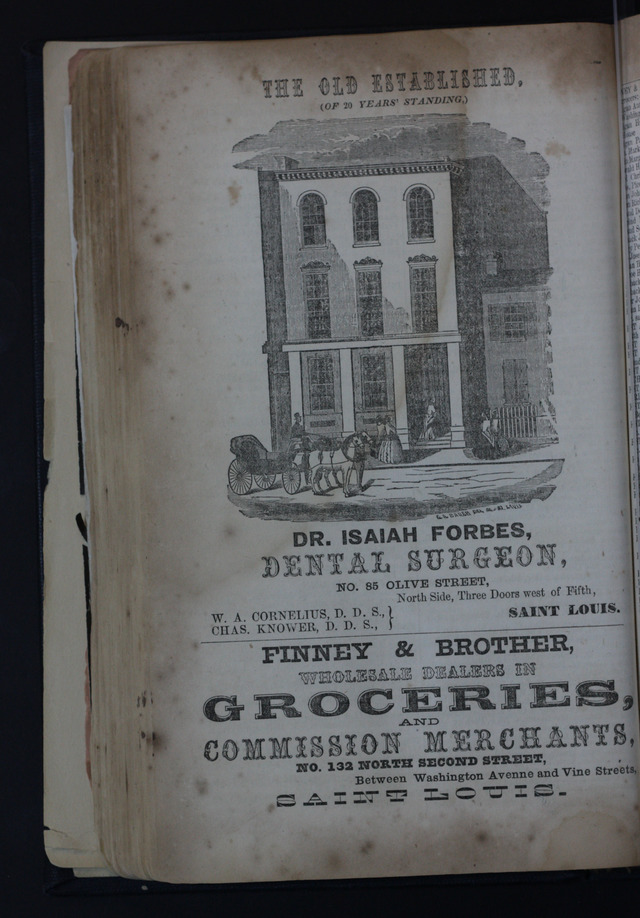 THE OLD ESTABLISHED,
(OF 20 YEARS' STANDING,)
DR. ISAIAH FORBES,
DENTAL SURGEON,
NO. 85 OLIVE STREET,
North Side, Three Doors west of Fifth,
W. A. CORNELIUS, D. D. S., }
SAINT LOUIS.
CHAS. KNOWER, D. D. S., }
FINNEY & BROTHER,
WHOLESALE DEALERS IN
GROCERIES,
AND
COMMISSION MERCHANTS,
NO. 132 NORTH SECOND STREET,
Between Washington Avenne and Vine Streets,
SAINT LOUIS.